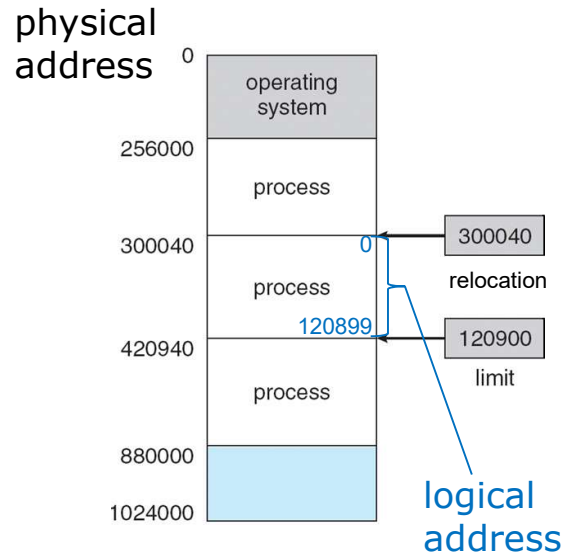 physical
address
0
operating
system
256000
process
300040
0
300040
relocation
process
120899
120900
420940
limit
process
880000
logical
address
1024000